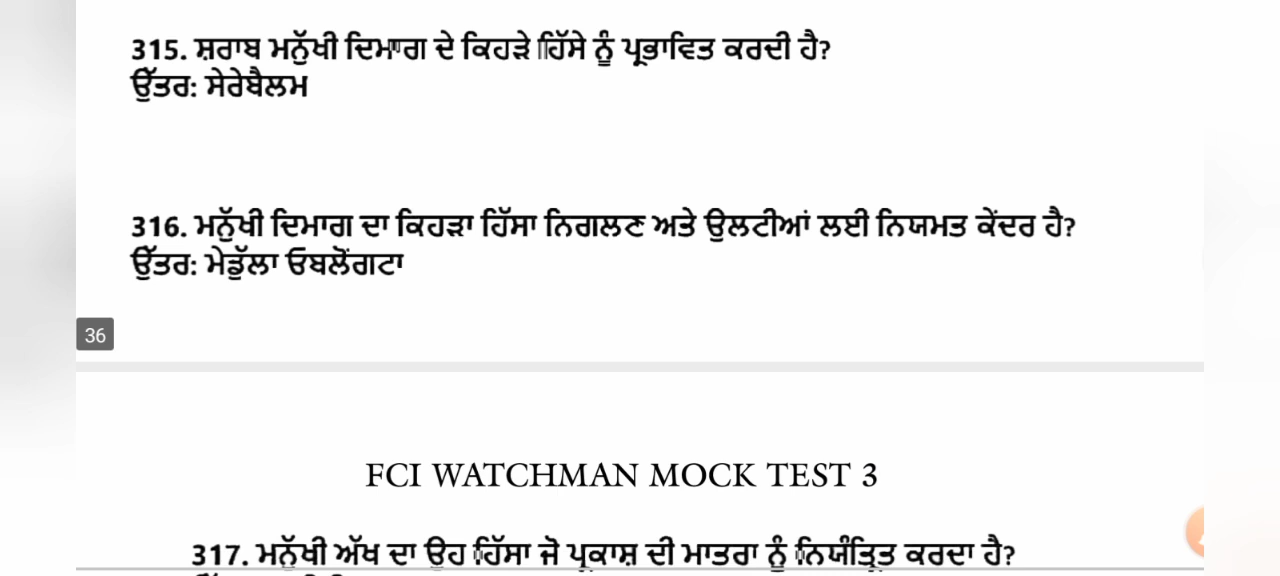 315. ਸ਼ਰਾਬ ਮਨੁੱਖੀ ਦਿਮਾਗ ਦੇ ਕਿਹੜੇ ਹਿੱਸੇ ਨੂੰ ਪ੍ਰਭਾਵਿਤ ਕਰਦੀ ਹੈ?
ਉੱਤਰ: ਸੇਰੇਬੈਲਮ
316. ਮਨੁੱਖੀ ਦਿਮਾਗ ਦਾ ਕਿਹੜਾ ਹਿੱਸਾ ਨਿਗਲਣ ਅਤੇ ਉਲਟੀਆਂ ਲਈ ਨਿਯਮਤ ਕੇਂਦਰ ਹੈ?
ਉੱਤਰ: ਮੇਡੁੱਲਾ ਓਬਲੋਂਗਟਾ
36
FCI WATCHMAN MOCK TEST 3
317. ਮਨੁੱਖੀ ਅੱਖ ਦਾ ਉਹ ਹਿੱਸਾ ਜੋ ਪ੍ਰਕਾਸ਼ ਦੀ ਮਾਤਰਾ ਨੂੰ ਨਿਯੰਤ੍ਰਿਤ ਕਰਦਾ ਹੈ?